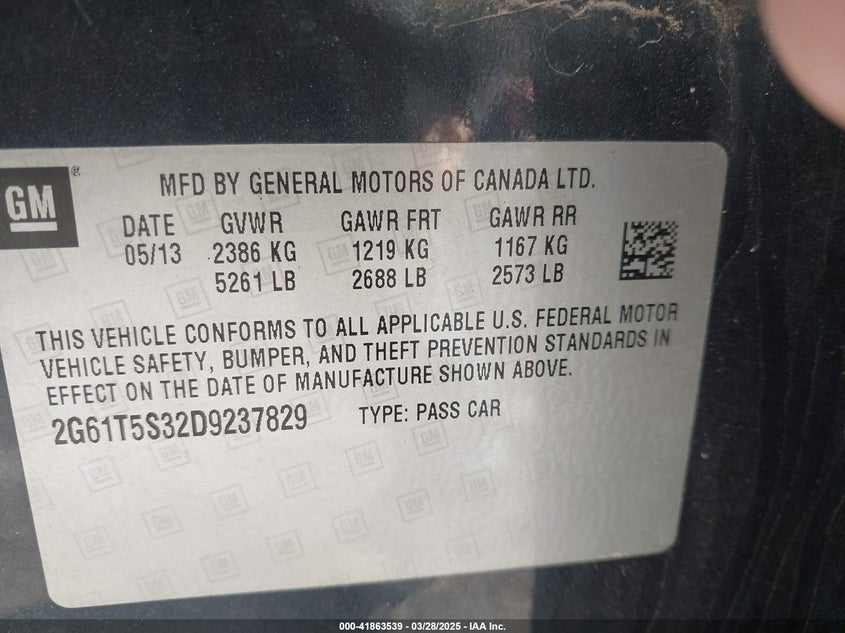 GM ®
MFD BY GENERAL MOTORS OF CANADA LTD.
DATE GVWR GAWR FRT GAWR RR
05/13 2386 KG 1219 KG 1167 KG
5261 LB 2688 LB 2573 LB
THIS VEHICLE CONFORMS TO ALL APPLICABLE U.S. FEDERAL MOTOR
VEHICLE SAFETY, BUMPER, AND THEFT PREVENTION STANDARDS IN
EFFECT ON THE DATE OF MANUFACTURE SHOWN ABOVE.
2G61T5S32D9237829 TYPE: PASS CAR
000-41863539 | 03/28/2025 - IAA Inc.